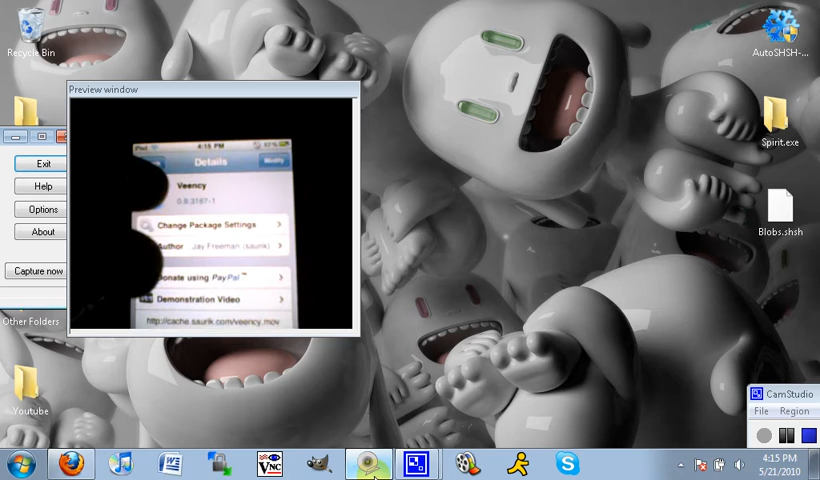 Recycle Bin
AutoSHSH-...
Preview window
4:15 PM
Details
Modify
Veency
0.9.3187-1
Change Package Settings
Author Jay Freeman (saurik)
Donate using PayPal™
Demonstration Video
http://cache.saurik.com/veency.mov
Exit
Help
Options
About
Capture now
Spirit.exe
Blobs.shsh
Other Folders
Youtube
CamStudio
File Region
VNC
4:15 PM
5/21/2010